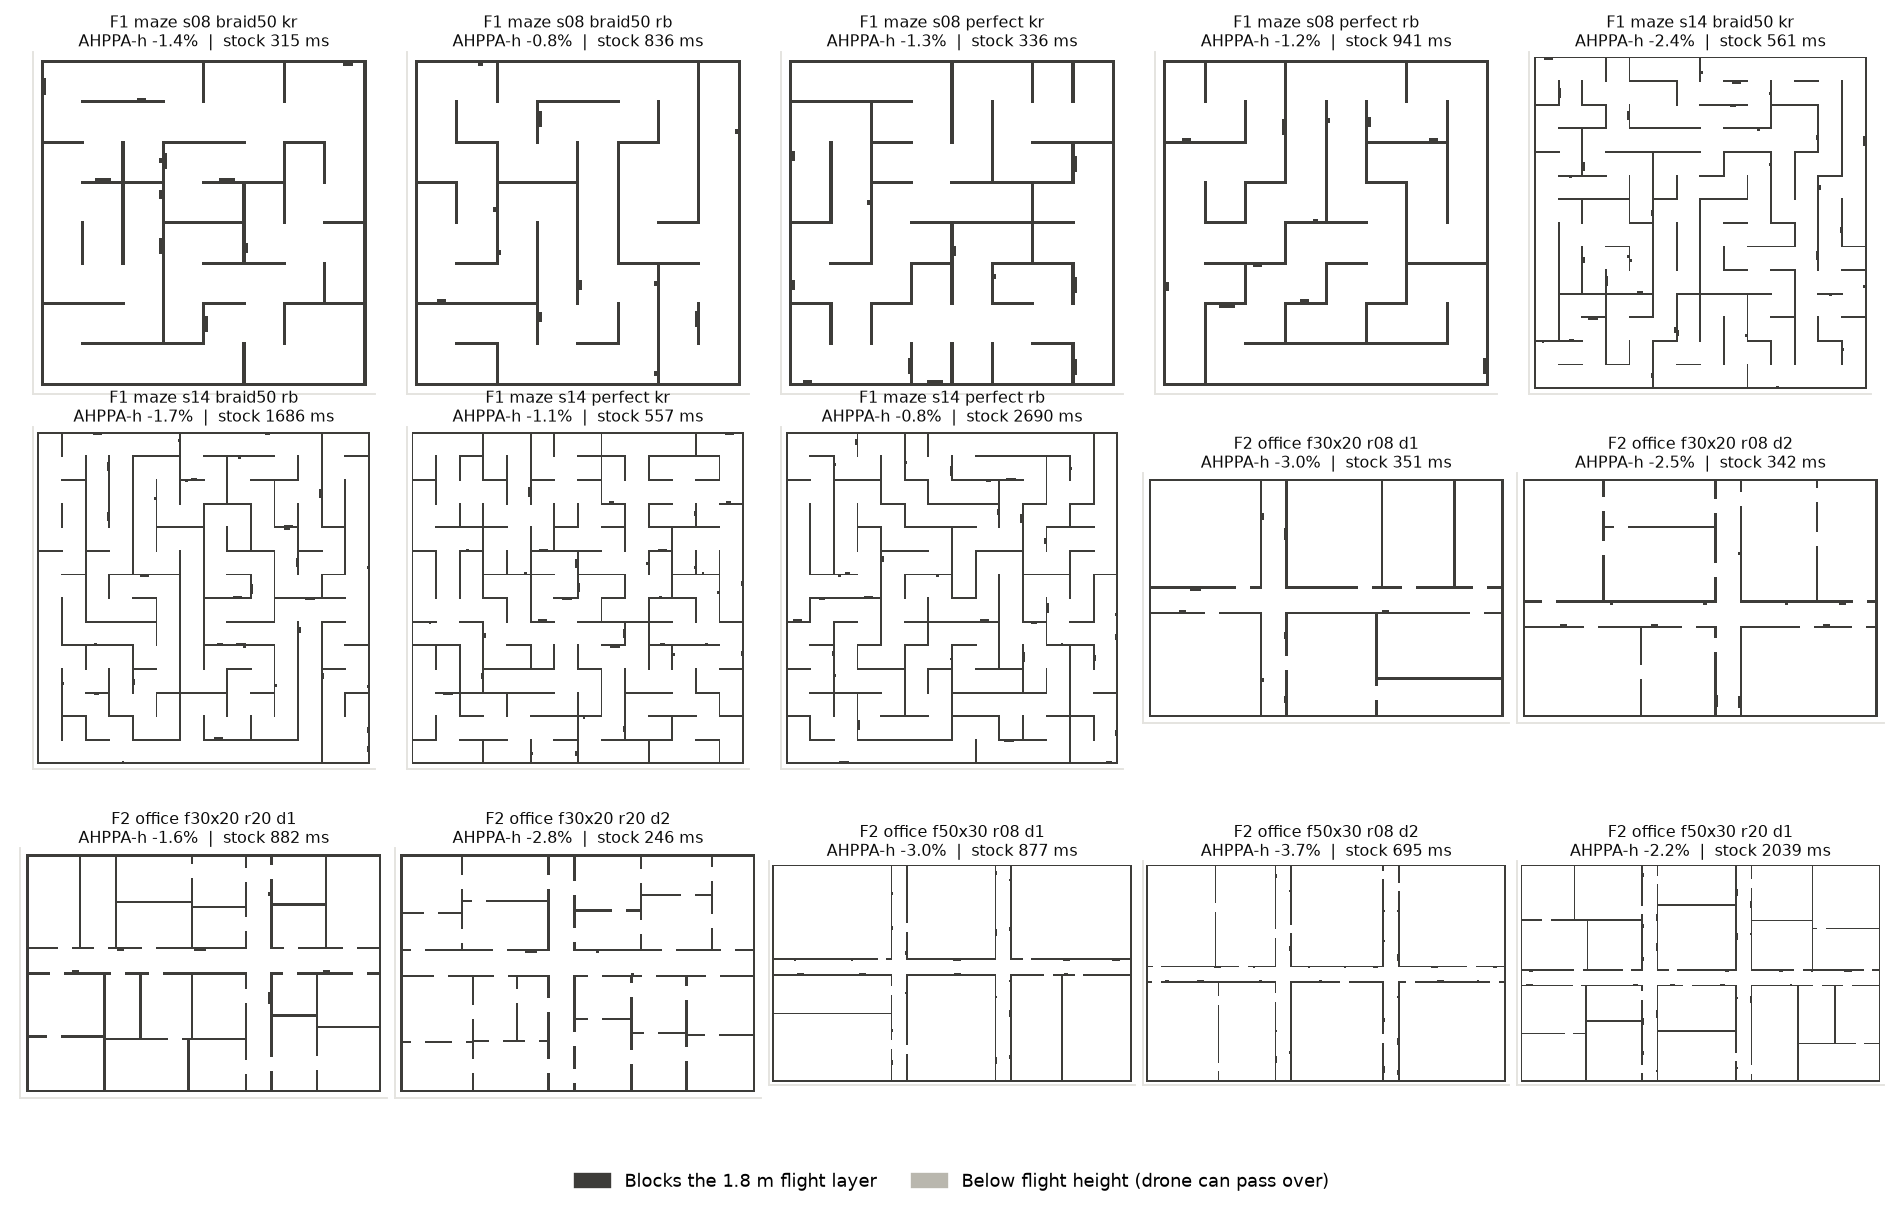 F1 maze s08 braid50 kr
AHPPA-h -1.4% | stock 315 ms
F1 maze s08 braid50 rb
AHPPA-h -0.8% | stock 836 ms
F1 maze s08 perfect kr
AHPPA-h -1.3% | stock 336 ms
F1 maze s08 perfect rb
AHPPA-h -1.2% | stock 941 ms
F1 maze s14 braid50 kr
AHPPA-h -2.4% | stock 561 ms
F1 maze s14 braid50 rb
AHPPA-h -1.7% | stock 1686 ms
F1 maze s14 perfect kr
AHPPA-h -1.1% | stock 557 ms
F1 maze s14 perfect rb
AHPPA-h -0.8% | stock 2690 ms
F2 office f30x20 r08 d1
AHPPA-h -3.0% | stock 351 ms
F2 office f30x20 r08 d2
AHPPA-h -2.5% | stock 342 ms
F2 office f30x20 r20 d1
AHPPA-h -1.6% | stock 882 ms
F2 office f30x20 r20 d2
AHPPA-h -2.8% | stock 246 ms
F2 office f50x30 r08 d1
AHPPA-h -3.0% | stock 877 ms
F2 office f50x30 r08 d2
AHPPA-h -3.7% | stock 695 ms
F2 office f50x30 r20 d1
AHPPA-h -2.2% | stock 2039 ms
Blocks the 1.8 m flight layer
Below flight height (drone can pass over)